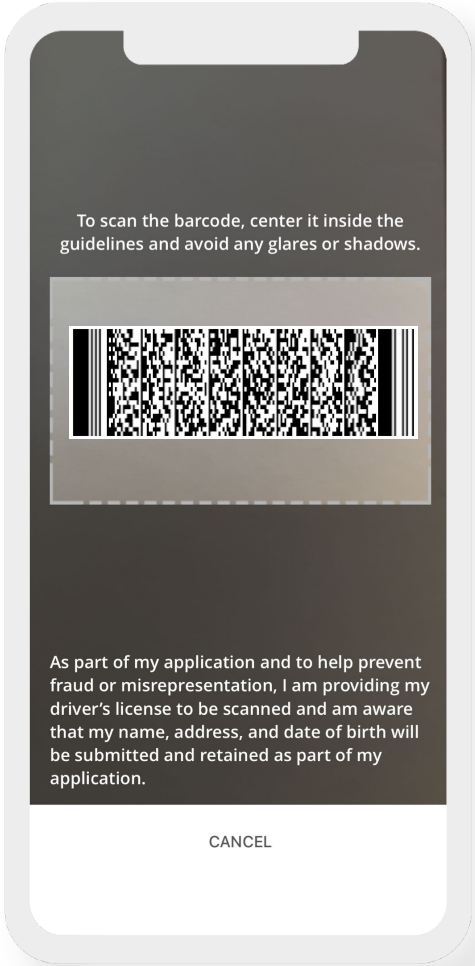 To scan the barcode, center it inside the
guidelines and avoid any glares or shadows.
As part of my application and to help prevent
fraud or misrepresentation, I am providing my
driver’s license to be scanned and am aware
that my name, address, and date of birth will
be submitted and retained as part of my
application.
CANCEL